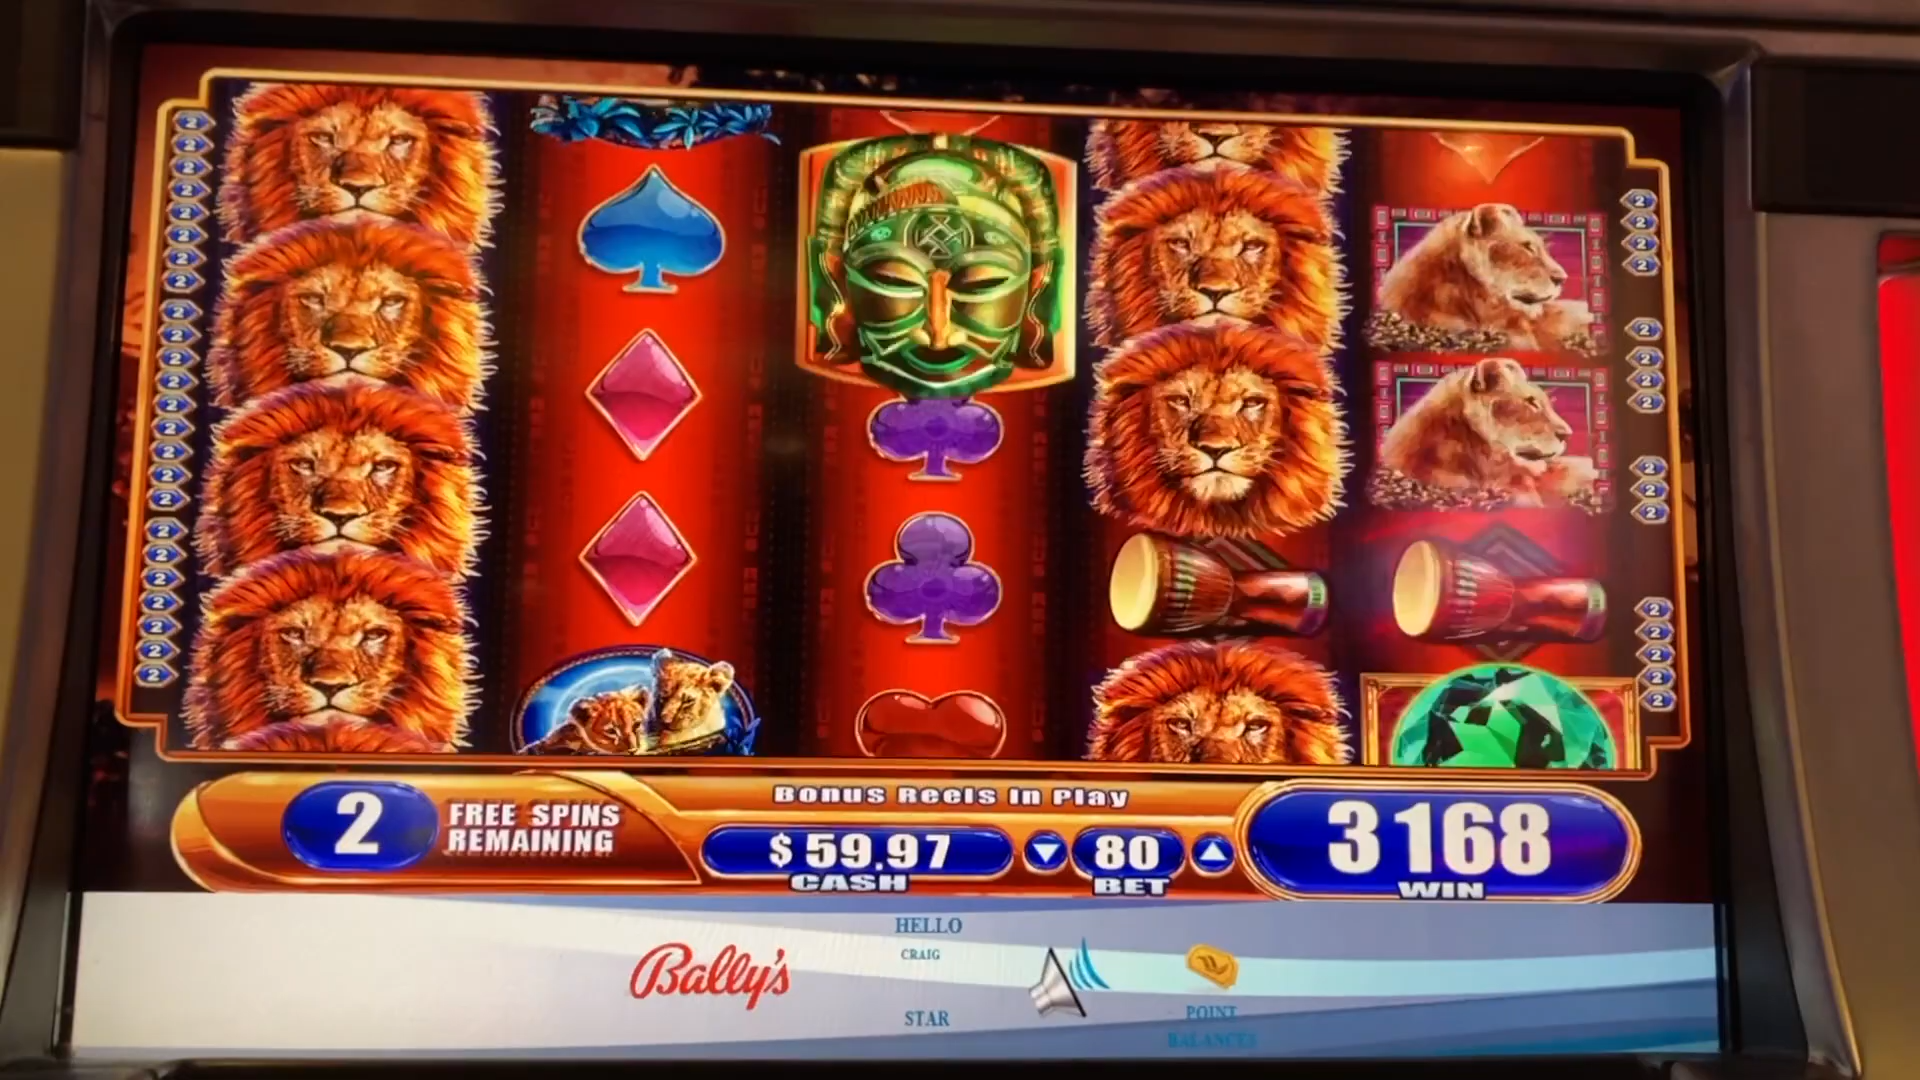 2
FREE SPINS
REMAINING
Bonus Reels In Play
$59.97
CASH
80
BET
3168
WIN
HELLO
CRAIG
Bally's
STAR
POINT
BALANCES